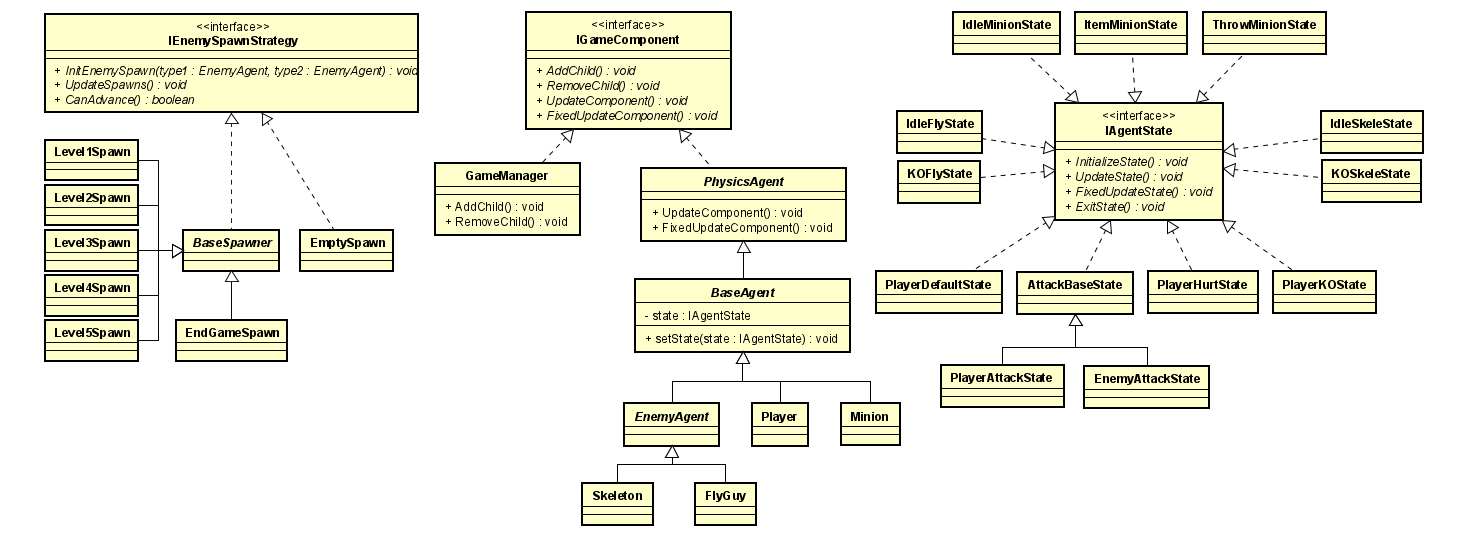 <<interface>>
IEnemySpawnStrategy
+ InitEnemySpawn(type1 : EnemyAgent, type2 : EnemyAgent) : void
+ UpdateSpawns() : void
+ CanAdvance() : boolean
Level1Spawn
Level2Spawn
Level3Spawn
Level4Spawn
Level5Spawn
BaseSpawner
EmptySpawn
EndGameSpawn
<<interface>>
IGameComponent
+ AddChild() : void
+ RemoveChild() : void
+ UpdateComponent() : void
+ FixedUpdateComponent() : void
GameManager
+ AddChild() : void
+ RemoveChild() : void
PhysicsAgent
+ UpdateComponent() : void
+ FixedUpdateComponent() : void
BaseAgent
- state : IAgentState
+ setState(state : IAgentState) : void
EnemyAgent
Player
Minion
Skeleton
FlyGuy
IdleMinionState
ItemMinionState
ThrowMinionState
IdleFlyState
KOFlyState
<<interface>>
IAgentState
+ InitializeState() : void
+ UpdateState() : void
+ FixedUpdateState() : void
+ ExitState() : void
IdleSkeleState
KOSkeleState
PlayerDefaultState
AttackBaseState
PlayerHurtState
PlayerKOState
PlayerAttackState
EnemyAttackState